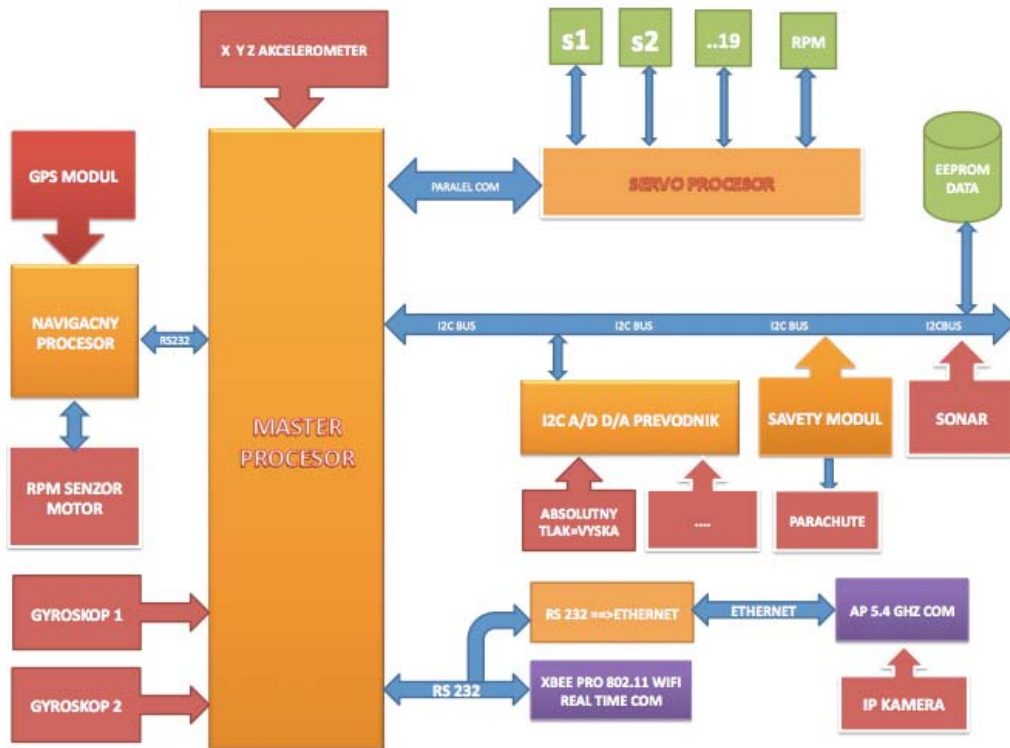 X Y Z AKCELEROMETER
s1
s2
..19
RPM
GPS MODUL
PARALEL COM
SERVO PROCESOR
EEPROM
DATA
NAVIGACNY
PROCESOR
RS232
I2C BUS
I2C BUS
I2C BUS
I2CBUS
MASTER
PROCESOR
I2C A/D D/A PREVODNIK
SAVETY MODUL
SONAR
RPM SENZOR
MOTOR
ABSOLUTNY
TLAK=VYSKA
....
PARACHUTE
GYROSKOP 1
RS 232 ==>ETHERNET
ETHERNET
AP 5.4 GHZ COM
GYROSKOP 2
RS 232
XBEE PRO 802.11 WIFI
REAL TIME COM
IP KAMERA